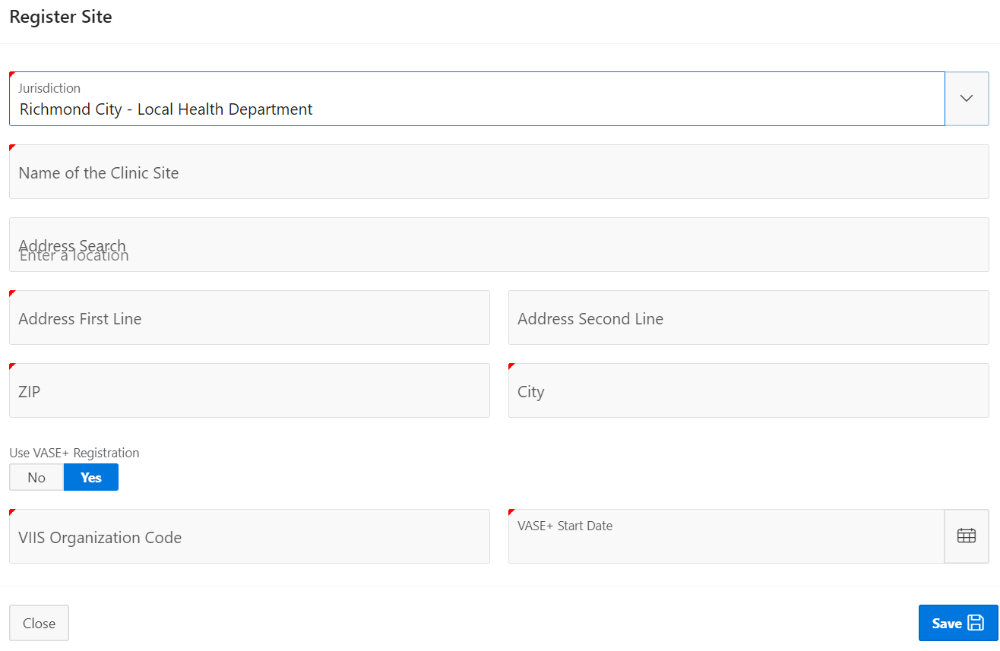 Register Site
Jurisdiction
Richmond City - Local Health Department
Name of the Clinic Site
Address Search
Enter a location
Address First Line
Address Second Line
ZIP
City
Use VASE+ Registration
No
Yes
VIIS Organization Code
VASE+ Start Date
Close
Save